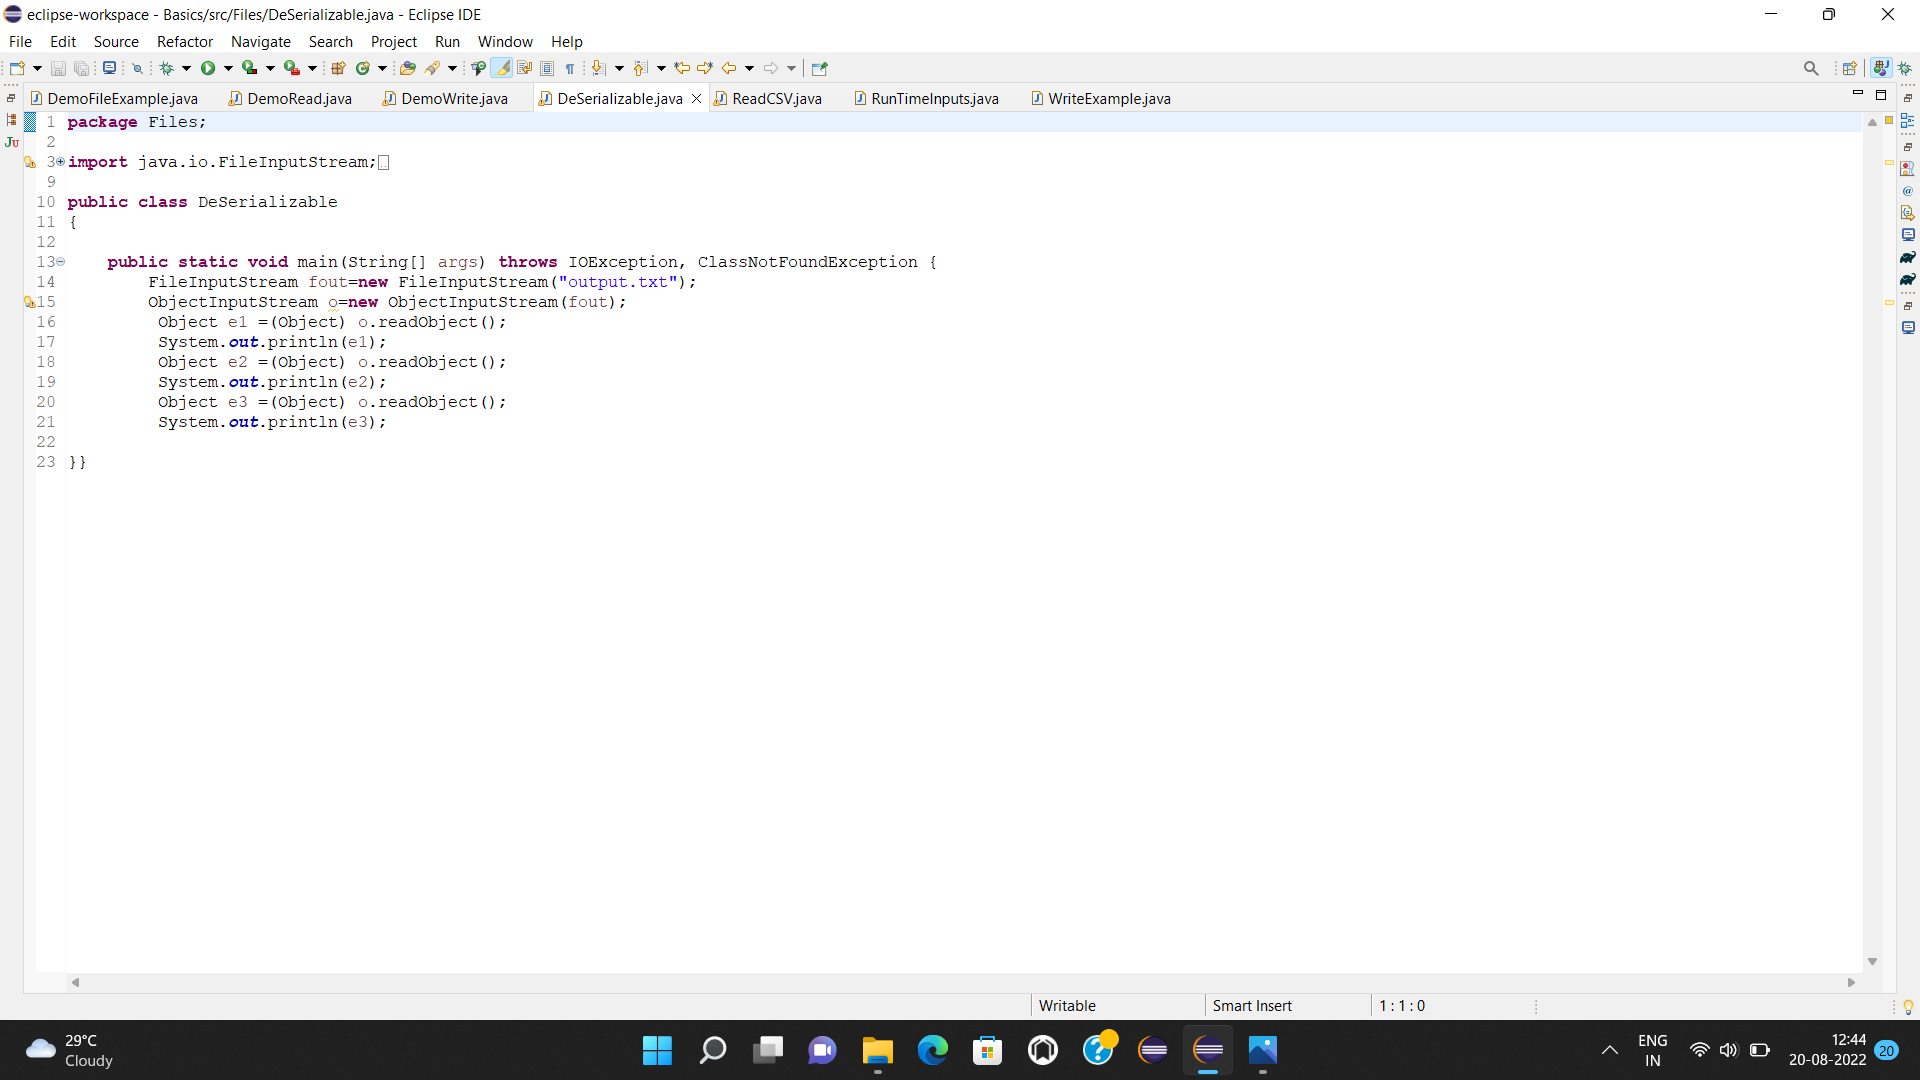 eclipse-workspace - Basics/src/Files/DeSerializable.java - Eclipse IDE
File Edit Source Refactor Navigate Search Project Run Window Help
DemoFileExample.java DemoRead.java DemoWrite.java DeSerializable.java ReadCSV.java RunTimeInputs.java WriteExample.java
1 package Files;
2
3 import java.io.FileInputStream;
9
10 public class DeSerializable
11 {
12
13 public static void main(String[] args) throws IOException, ClassNotFoundException {
14 FileInputStream fout=new FileInputStream("output.txt");
15 ObjectInputStream o=new ObjectInputStream(fout);
16 Object e1 =(Object) o.readObject();
17 System.out.println(e1);
18 Object e2 =(Object) o.readObject();
19 System.out.println(e2);
20 Object e3 =(Object) o.readObject();
21 System.out.println(e3);
22
23 }}
Writable Smart Insert 1 : 1 : 0
29°C
Cloudy
ENG
IN
12:44
20-08-2022
20